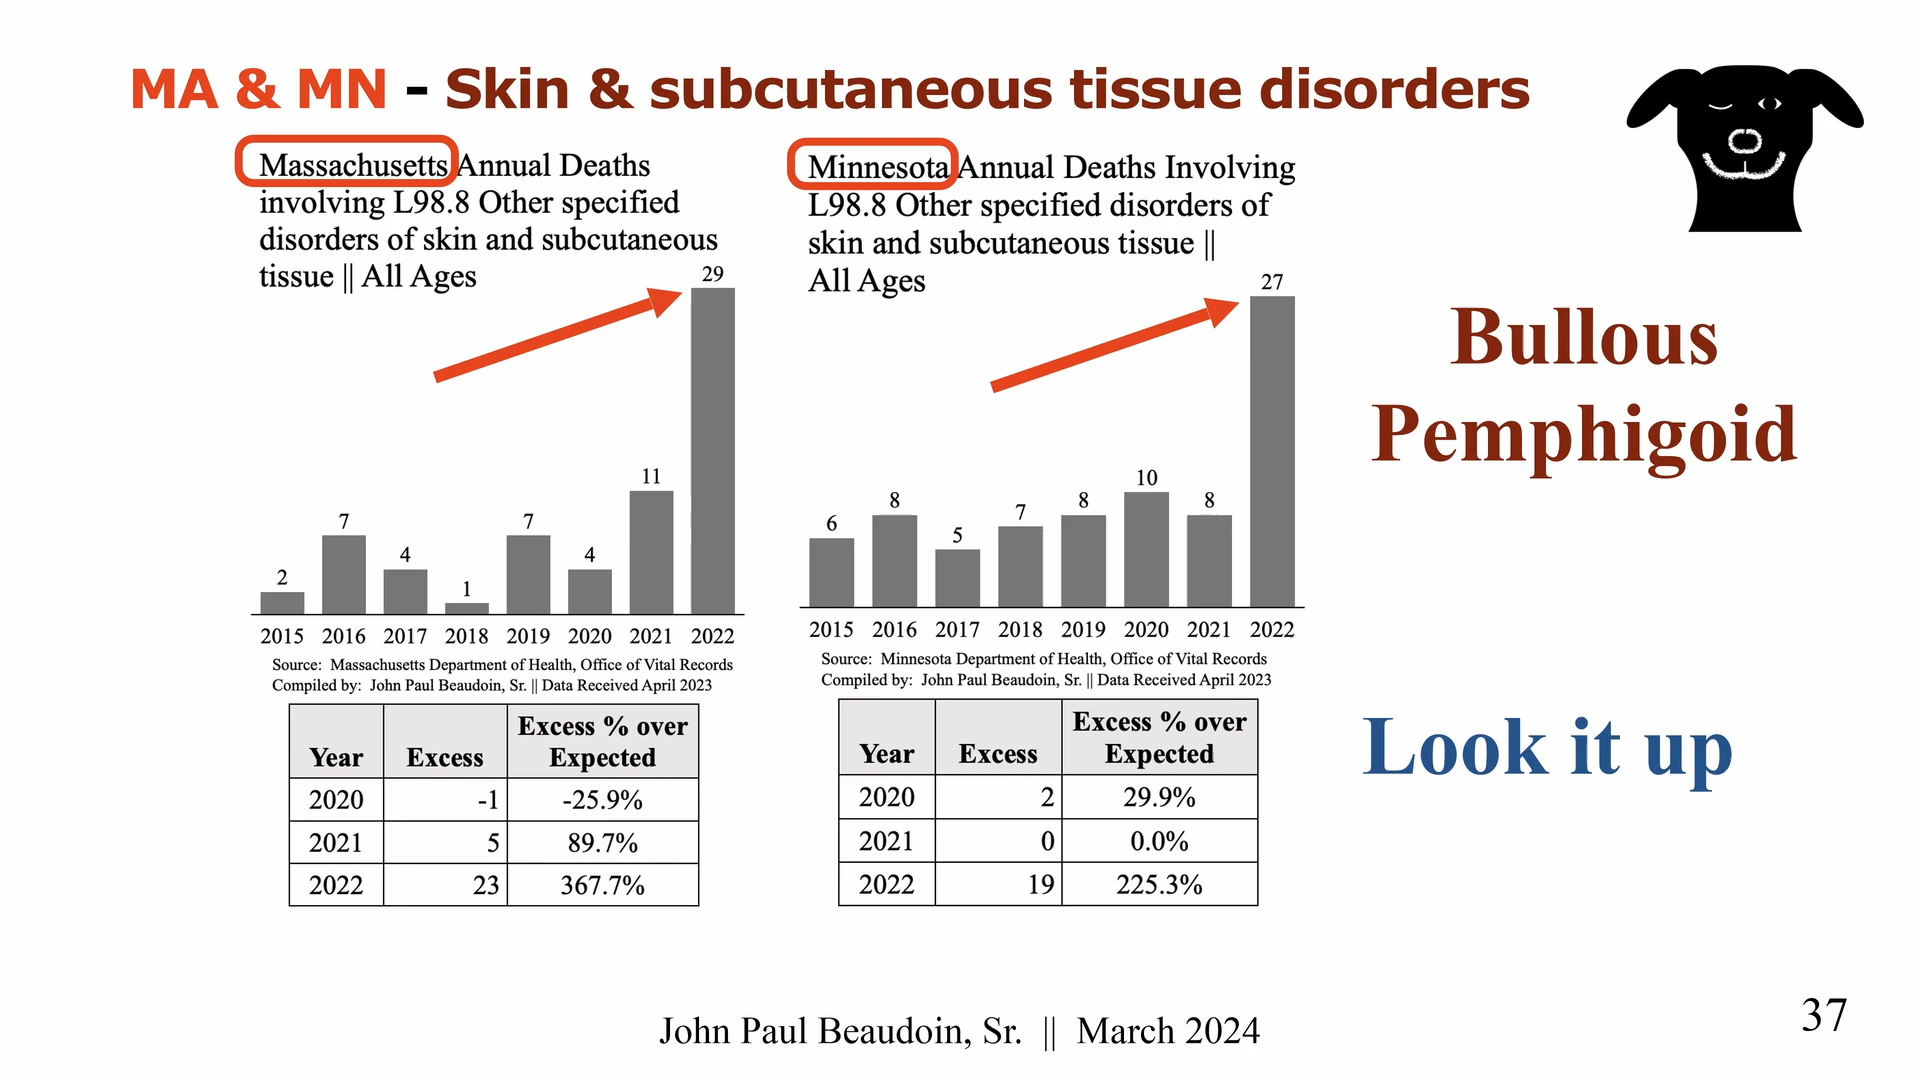 MA & MN - Skin & subcutaneous tissue disorders
Massachusetts Annual Deaths
involving L98.8 Other specified
disorders of skin and subcutaneous
tissue || All Ages
29
11
7
7
4
4
2
1
2015 2016 2017 2018 2019 2020 2021 2022
Source: Massachusetts Department of Health, Office of Vital Records
Compiled by: John Paul Beaudoin, Sr. || Data Received April 2023
Year Excess Excess % over Expected
2020 -1 -25.9%
2021 5 89.7%
2022 23 367.7%
Minnesota Annual Deaths Involving
L98.8 Other specified disorders of
skin and subcutaneous tissue ||
All Ages
27
10
8
8
8
7
6
5
2015 2016 2017 2018 2019 2020 2021 2022
Source: Minnesota Department of Health, Office of Vital Records
Compiled by: John Paul Beaudoin, Sr. || Data Received April 2023
Year Excess Excess % over Expected
2020 2 29.9%
2021 0 0.0%
2022 19 225.3%
Bullous
Pemphigoid
Look it up
John Paul Beaudoin, Sr. || March 2024
37